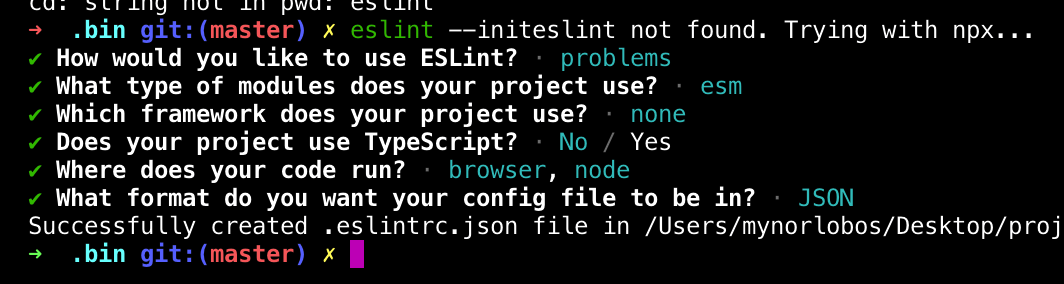 cd: string not in pwd: eslint
→ .bin git:(master) ✗ eslint --initeslint not found. Trying with npx...
✔ How would you like to use ESLint? · problems
✔ What type of modules does your project use? · esm
✔ Which framework does your project use? · none
✔ Does your project use TypeScript? · No / Yes
✔ Where does your code run? · browser, node
✔ What format do you want your config file to be in? · JSON
Successfully created .eslintrc.json file in /Users/mynorlobos/Desktop/proj
→ .bin git:(master) ✗